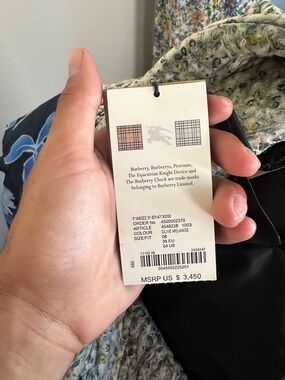 Burberry, Burberrys, Prorsum,
The Equestrian Knight Device and
The Burberry Check are trade marks
belonging to Burberry Limited.
ORDER No 4500502370
ARTICLE 4548228 1003
COLOUR OLIVE MELANGE
SIZE/FIT 06
38 EU
04 US
5045555225251
MSRP US $ 3,450